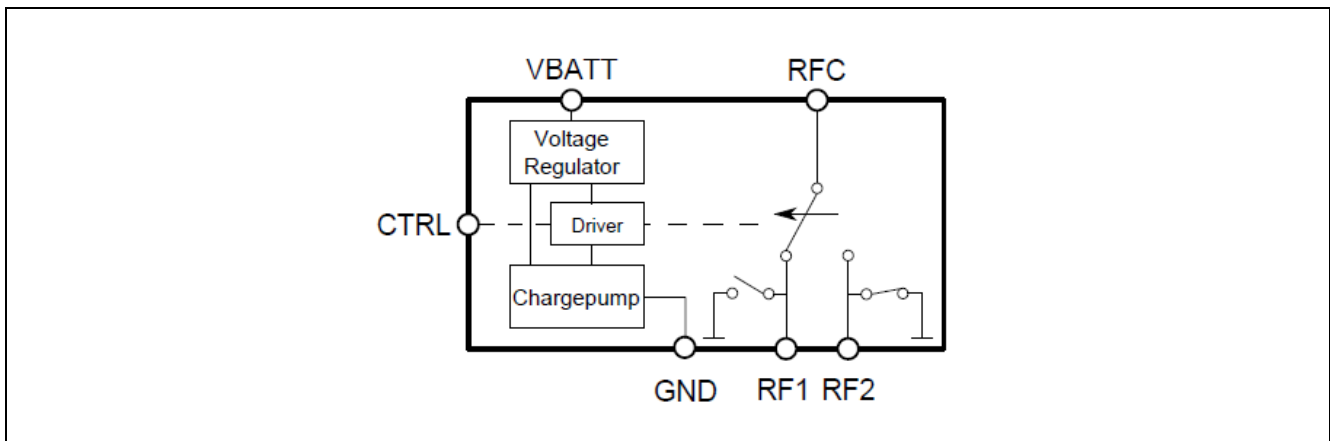 VBATT RFC
Voltage
Regulator
CTRL
Driver
Chargepump
GND RF1 RF2